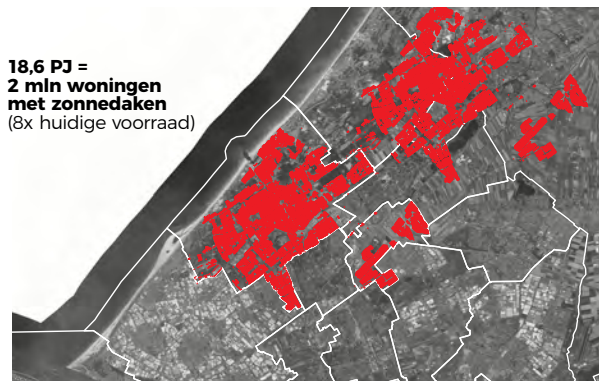 18,6 PJ =
2 mln woningen
met zonnedaken
(8x huidige voorraad)